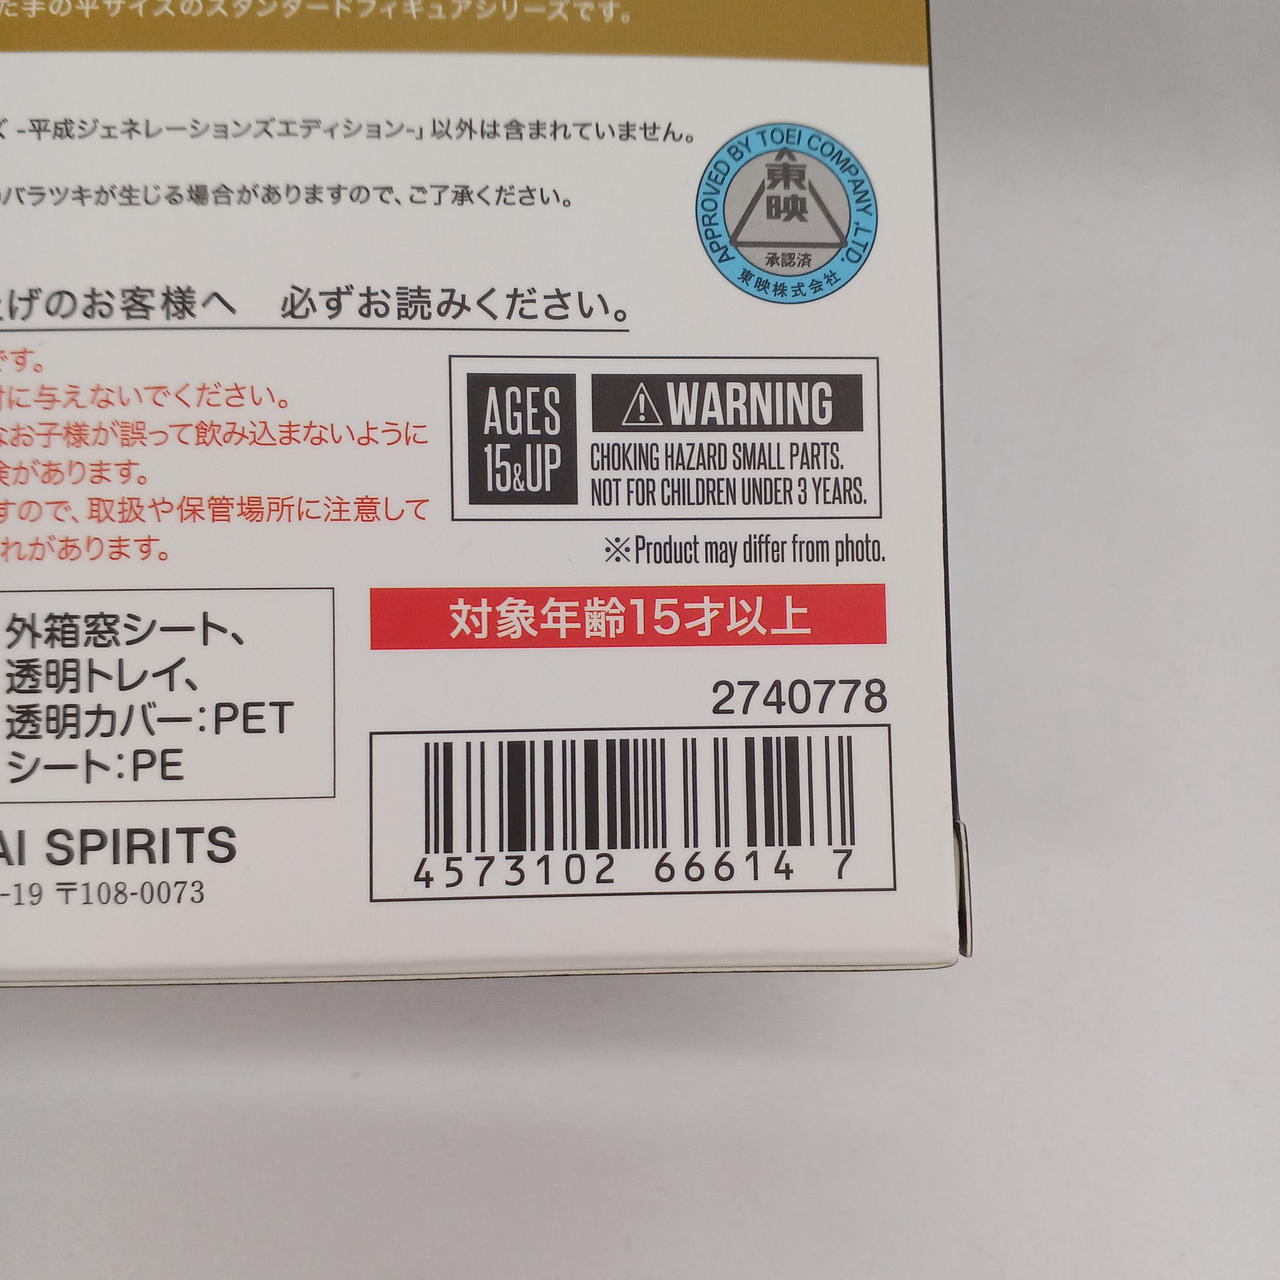 た手の平サイズのスタンダードフィギュアシリーズです。
ズ -平成ジェネレーションズエディション-」以外は含まれていません。
バラツキが生じる場合がありますので、ご了承ください。
APPROVED BY TOEI COMPANY ,LTD.
東映
承認済
東映株式会社
げのお客様へ 必ずお読みください。
です。
に与えないでください。
なお子様が誤って飲み込まないように
険があります。
すので、取扱や保管場所に注意して
れがあります。
AGES
15&UP
⚠WARNING
CHOKING HAZARD SMALL PARTS.
NOT FOR CHILDREN UNDER 3 YEARS.
※Product may differ from photo.
対象年齢15才以上
外箱窓シート、
透明トレイ、
透明カバー:PET
シート:PE
2740778
AI SPIRITS
-19 〒108-0073
4573102 66614 7